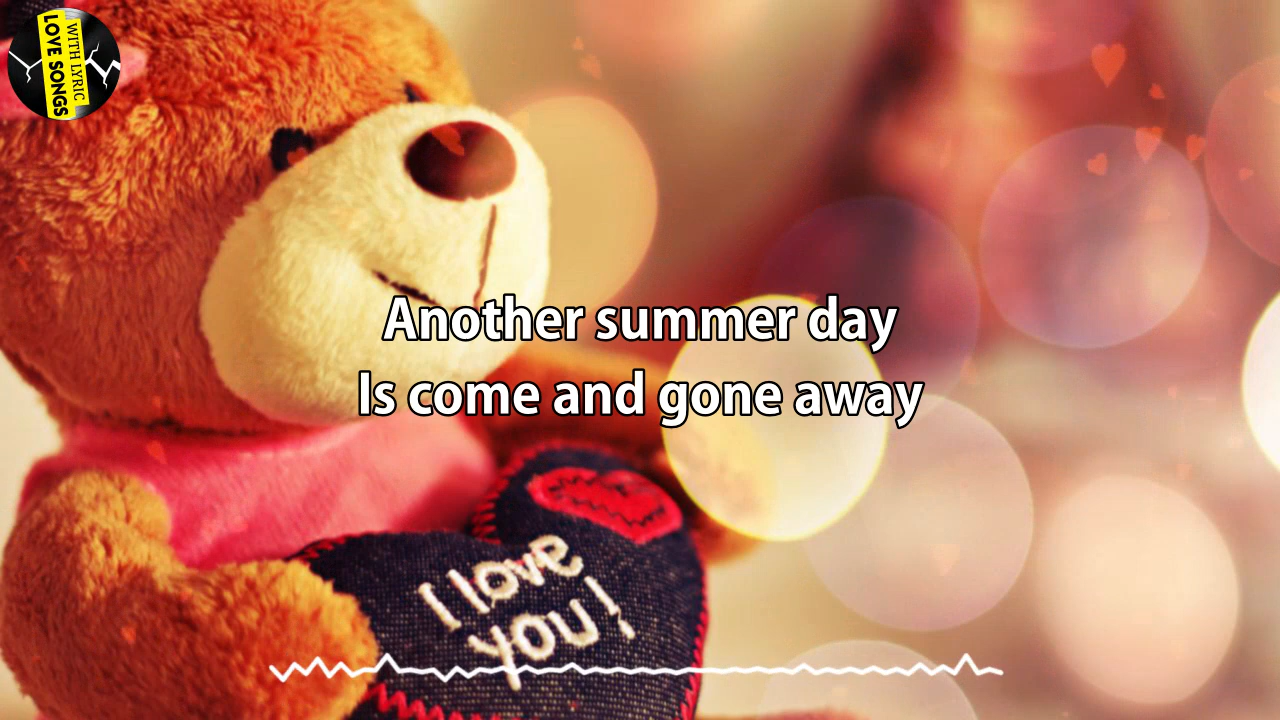 WITH LYRIC
LOVE SONGS
Another summer day
Is come and gone away
I love
you !